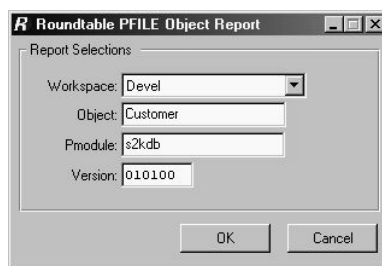 R Roundtable PFILE Object Report
Report Selections
Workspace: Devel
Object: Customer
Pmodule: s2kdb
Version: 010100
OK Cancel